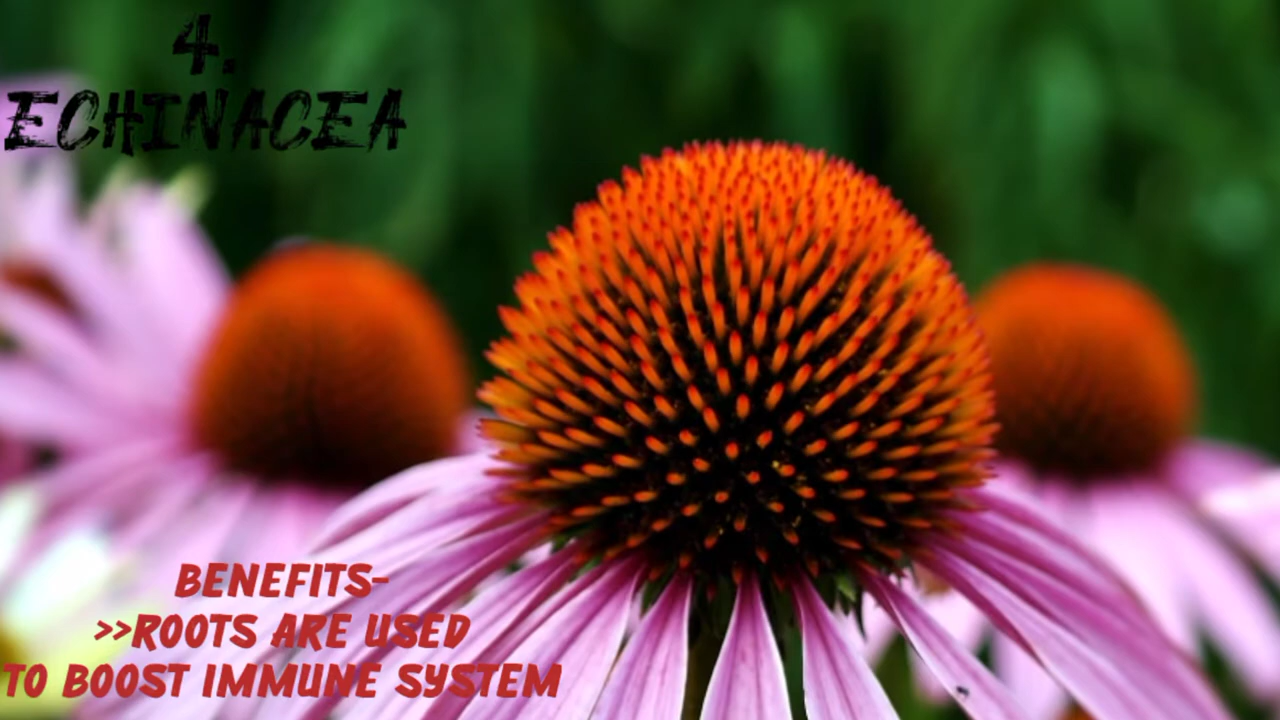 4.
ECHINACEA
BENEFITS-
>>ROOTS ARE USED
TO BOOST IMMUNE SYSTEM